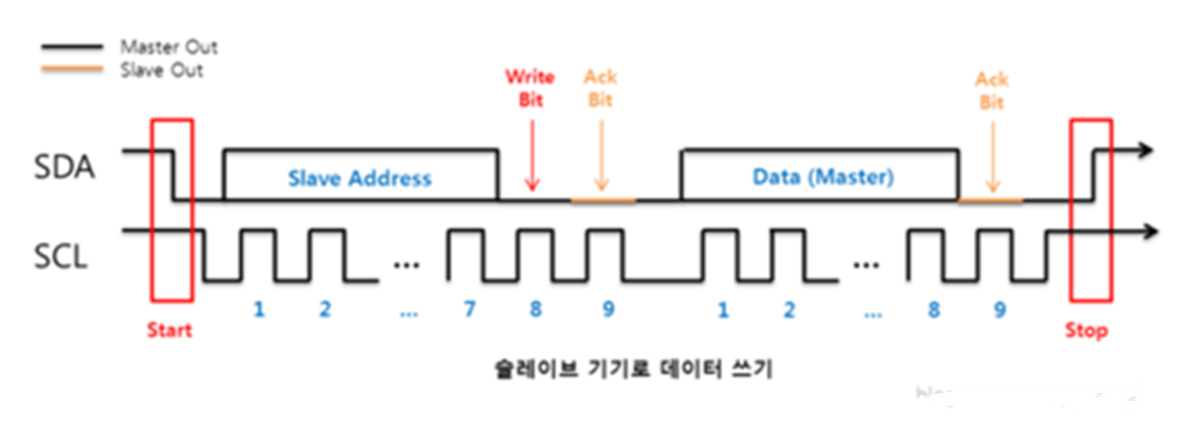 Master Out
Slave Out
Write
Bit
Ack
Bit
Ack
Bit
SDA
Slave Address
Data (Master)
SCL
...
...
1 2 ... 7 8 9 1 2 ... 8 9
Start
Stop
슬레이브 기기로 데이터 쓰기